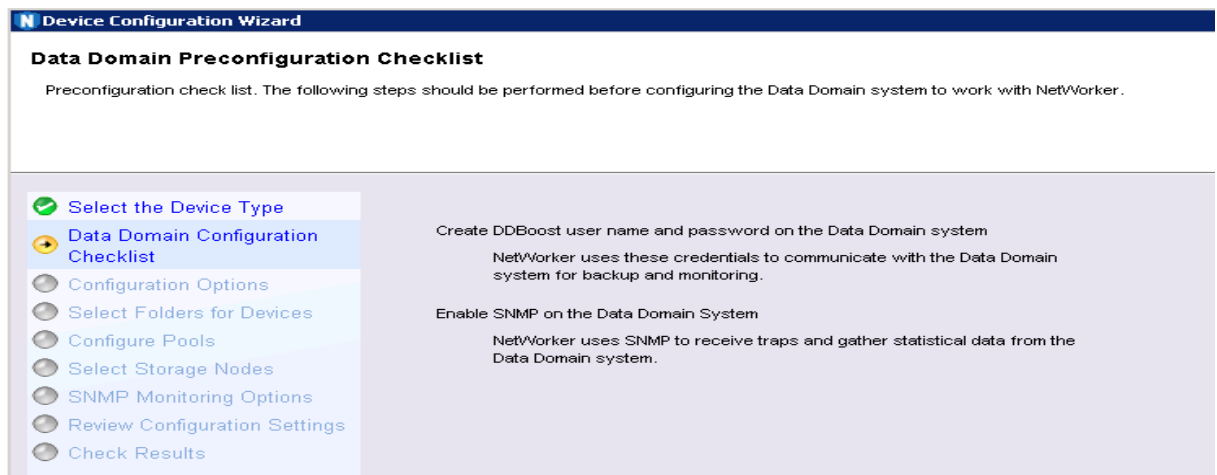 N Device Configuration Wizard
Data Domain Preconfiguration Checklist
Preconfiguration check list. The following steps should be performed before configuring the Data Domain system to work with NetWorker.
Select the Device Type
Data Domain Configuration
Checklist
Configuration Options
Select Folders for Devices
Configure Pools
Select Storage Nodes
SNMP Monitoring Options
Review Configuration Settings
Check Results
Create DDBoost user name and password on the Data Domain system
NetWorker uses these credentials to communicate with the Data Domain
system for backup and monitoring.
Enable SNMP on the Data Domain System
NetWorker uses SNMP to receive traps and gather statistical data from the
Data Domain system.